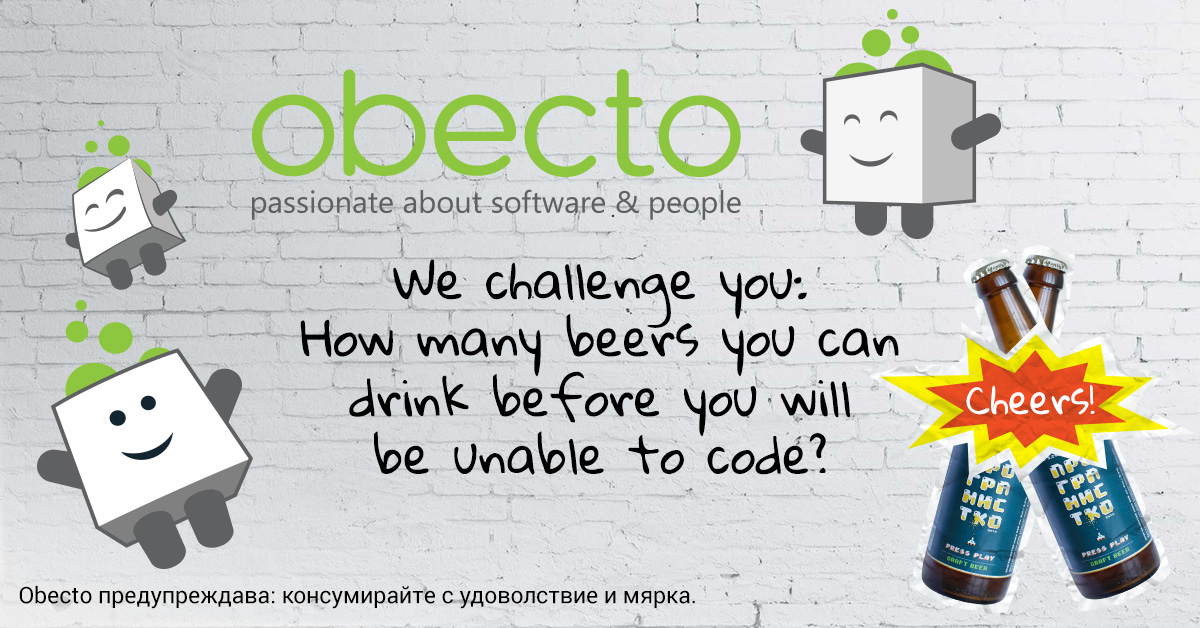 obecto
passionate about software & people
We challenge you:
How many beers you can
drink before you will
be unable to code?
Cheers!
ПРО
ГРА
МИС
ТКО
PRESS PLAY
CRAFT BEER
ПРО
ГРА
МИС
ТКО
PRESS PLAY
CRAFT BEER
Obecto предупреждава: консумирайте с удоволствие и мярка.